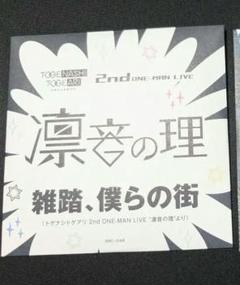 TOGENASHI TOGEARI 2nd ONE-MAN LIVE
凛音の理
雑踏、僕らの街
(トゲナシトゲアリ 2nd ONE-MAN LIVE "凛音の理"より)